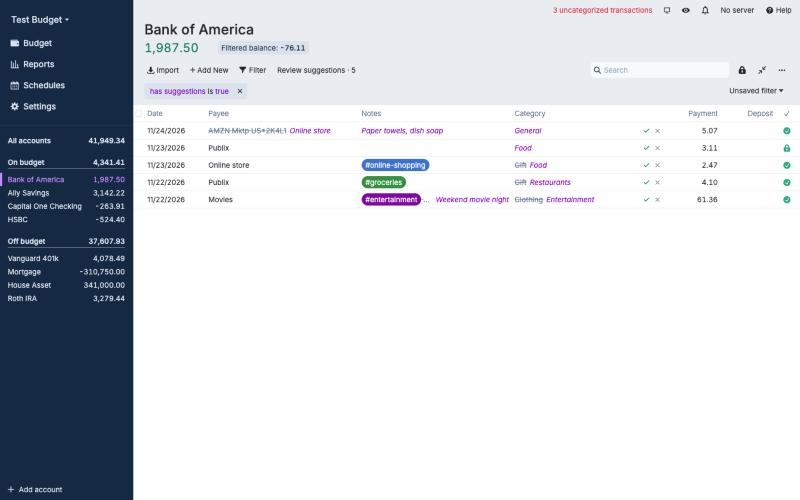 Test Budget
Budget
Reports
Schedules
Settings
All accounts 41,949.34
On budget 4,341.41
Bank of America 1,987.50
Ally Savings 3,142.22
Capital One Checking -263.91
HSBC -524.40
Off budget 37,607.93
Vanguard 401k 4,078.49
Mortgage -310,750.00
House Asset 341,000.00
Roth IRA 3,279.44
+ Add account
3 uncategorized transactions No server Help
Bank of America
1,987.50 Filtered balance: -76.11
Import + Add New Filter Review suggestions · 5 Search
has suggestions is true × Unsaved filter
Date Payee Notes Category Payment Deposit
11/24/2026 AMZN Mktp US*2K4L1 Online store Paper towels, dish soap General 5.07
11/23/2026 Publix Food 3.11
11/23/2026 Online store #online-shopping Gift Food 2.47
11/22/2026 Publix #groceries Gift Restaurants 4.10
11/22/2026 Movies #entertainment ... Weekend movie night Clothing Entertainment 61.36